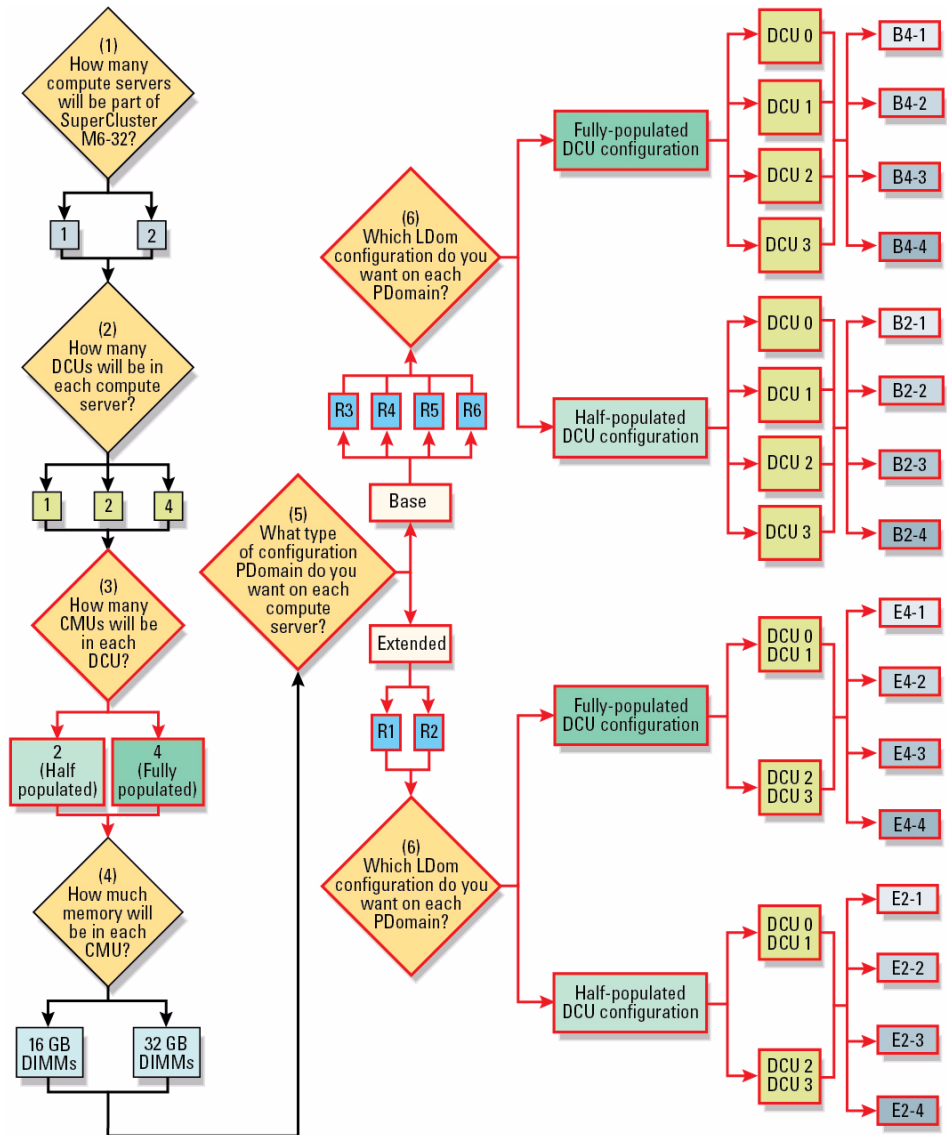 (1)
How many
compute servers
will be part of
SuperCluster
M6-32?
1
2
(2)
How many
DCUs will be in
each compute
server?
1
2
4
(3)
How many
CMUs will be
in each
DCU?
2
(Half
populated)
4
(Fully
populated)
(4)
How much
memory will
be in each
CMU?
16 GB
DIMMs
32 GB
DIMMs
(5)
What type
of configuration
PDomain do you
want on each
compute
server?
Base
R3
R4
R5
R6
(6)
Which LDom
configuration do you
want on each
PDomain?
Fully-populated
DCU configuration
DCU 0
DCU 1
DCU 2
DCU 3
B4-1
B4-2
B4-3
B4-4
Half-populated
DCU configuration
DCU 0
DCU 1
DCU 2
DCU 3
B2-1
B2-2
B2-3
B2-4
Extended
R1
R2
(6)
Which LDom
configuration do you
want on each
PDomain?
Fully-populated
DCU configuration
DCU 0
DCU 1
DCU 2
DCU 3
E4-1
E4-2
E4-3
E4-4
Half-populated
DCU configuration
DCU 0
DCU 1
DCU 2
DCU 3
E2-1
E2-2
E2-3
E2-4